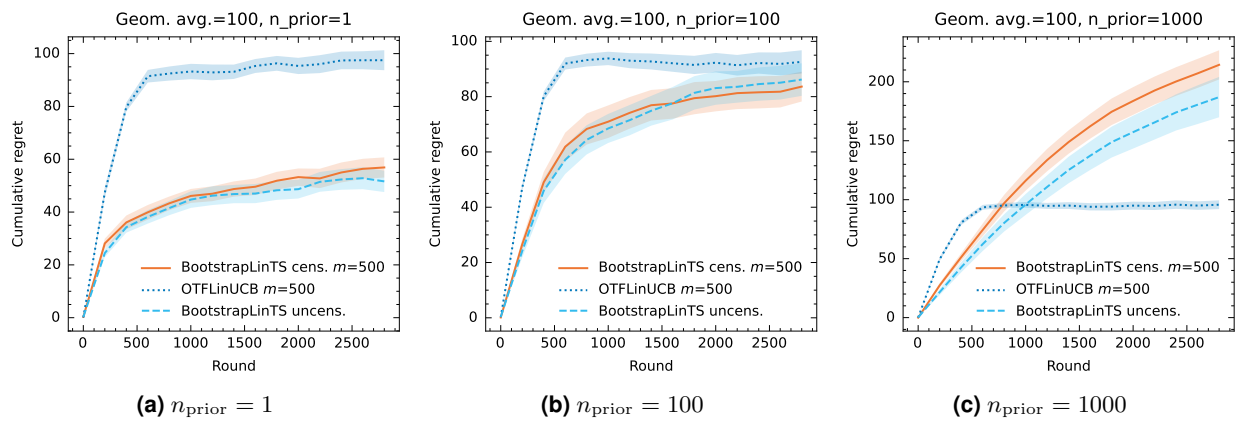 Geom. avg.=100, n_prior=1
Cumulative regret
100
80
60
40
20
0
BootstrapLinTS cens. m=500
OTFLinUCB m=500
BootstrapLinTS uncens.
0 500 1000 1500 2000 2500
Round
(a) n_prior = 1
Geom. avg.=100, n_prior=100
Cumulative regret
100
80
60
40
20
0
BootstrapLinTS cens. m=500
OTFLinUCB m=500
BootstrapLinTS uncens.
0 500 1000 1500 2000 2500
Round
(b) n_prior = 100
Geom. avg.=100, n_prior=1000
Cumulative regret
200
150
100
50
0
BootstrapLinTS cens. m=500
OTFLinUCB m=500
BootstrapLinTS uncens.
0 500 1000 1500 2000 2500
Round
(c) n_prior = 1000